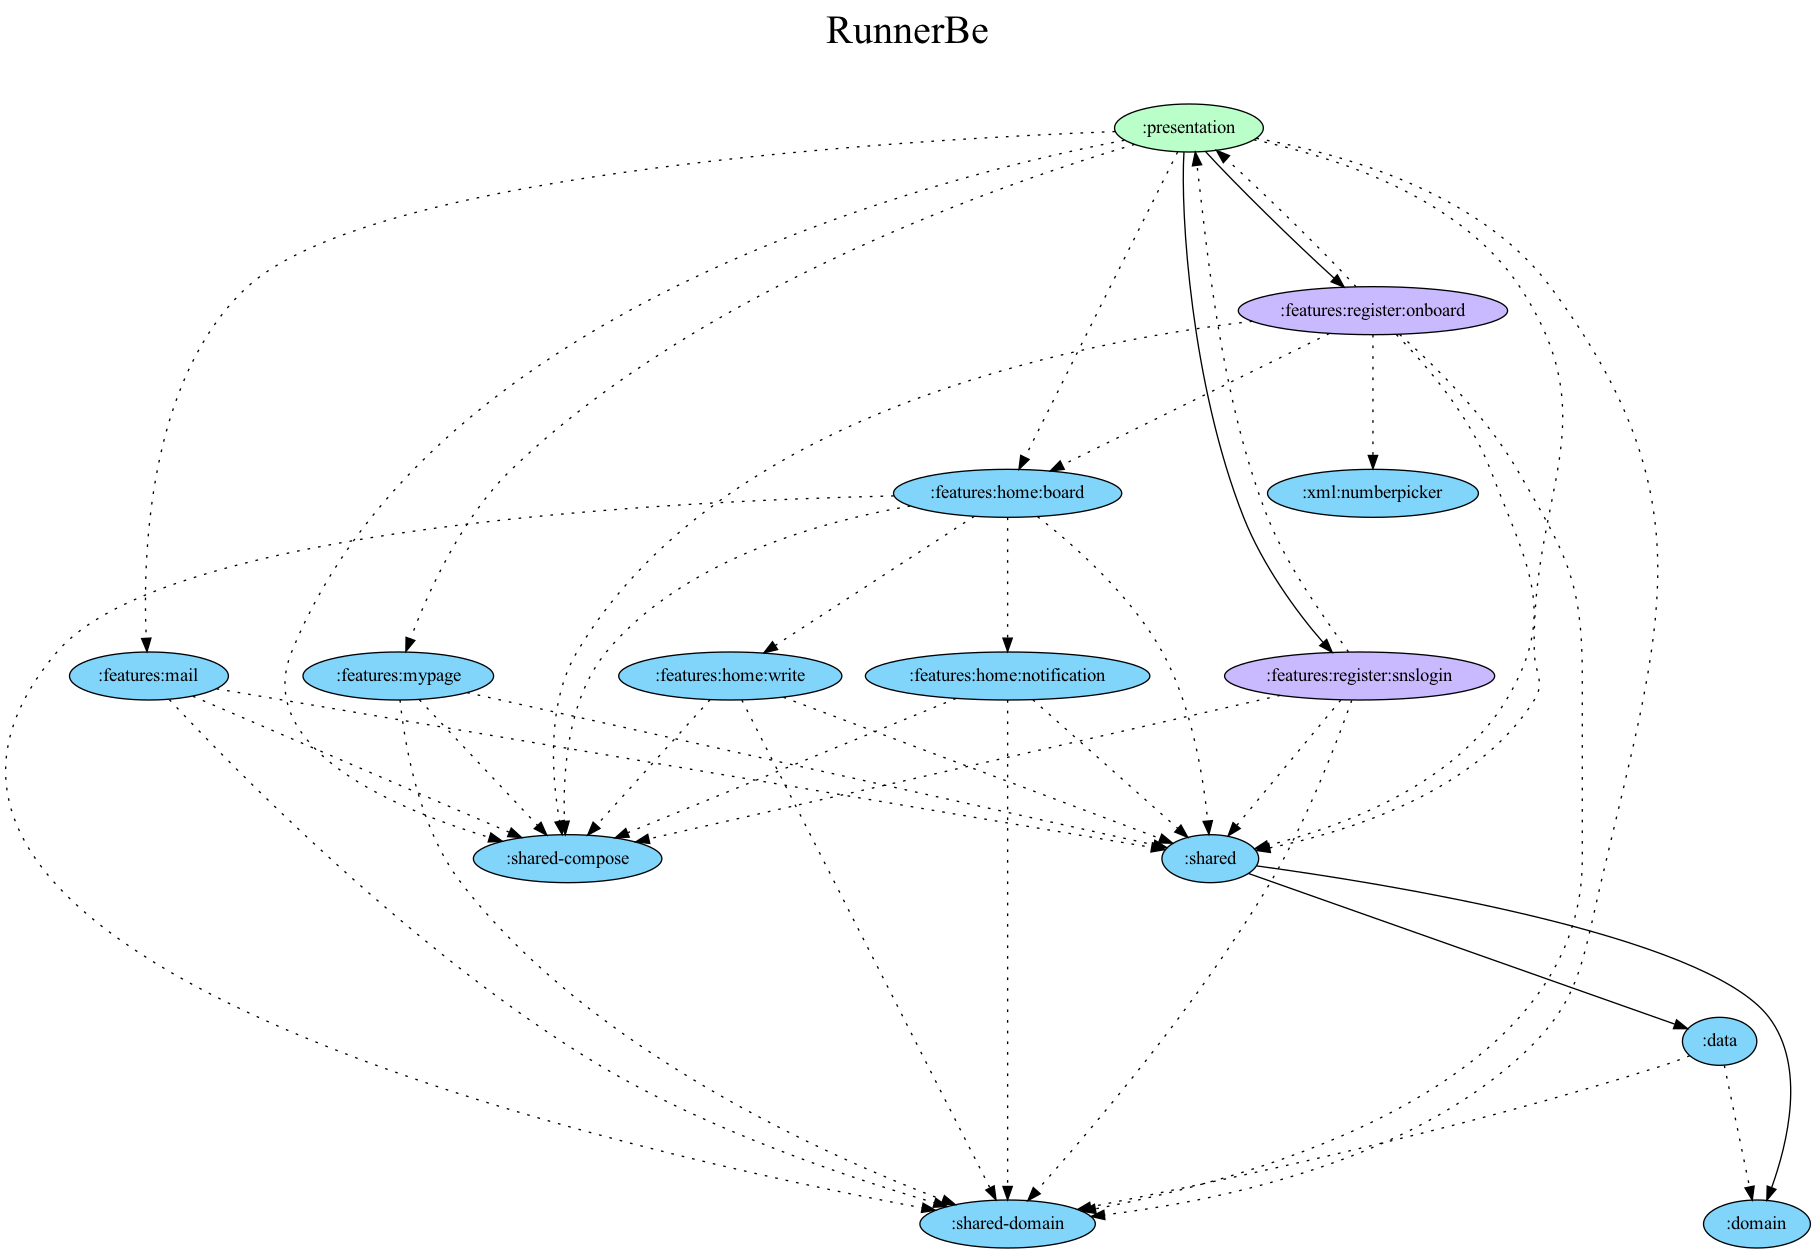 RunnerBe
:presentation
:features:register:onboard
:features:home:board
:xml:numberpicker
:features:mail
:features:mypage
:features:home:write
:features:home:notification
:features:register:snslogin
:shared-compose
:shared
:data
:shared-domain
:domain